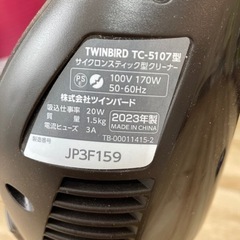 TWINBIRD TC-5107型
サイクロンスティック型クリーナー
PS E 100V 170W
50-60Hz
株式会社ツインバード
吸込仕事率 20W
質量 1.5kg 2023年製
電流ヒューズ 3A
TB-00011415-2
JP3F159